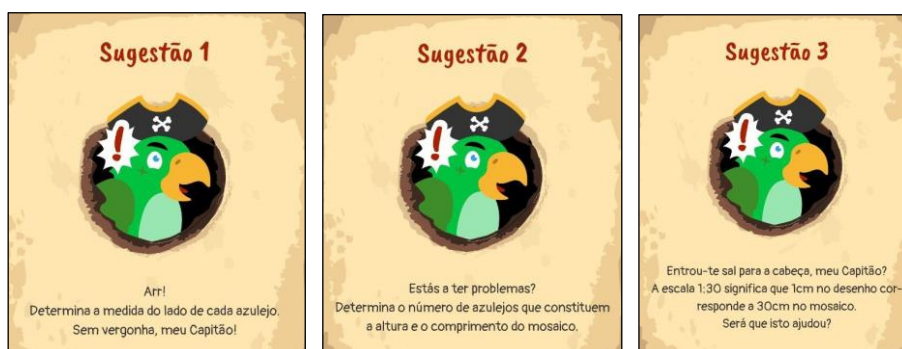 Sugestão 1
Arr!
Determina a medida do lado de cada azulejo.
Sem vergonha, meu Capitão!
Sugestão 2
Estás a ter problemas?
Determina o número de azulejos que constituem
a altura e o comprimento do mosaico.
Sugestão 3
Entrou-te sal para a cabeça, meu Capitão?
A escala 1:30 significa que 1cm no desenho cor-
responde a 30cm no mosaico.
Será que isto ajudou?